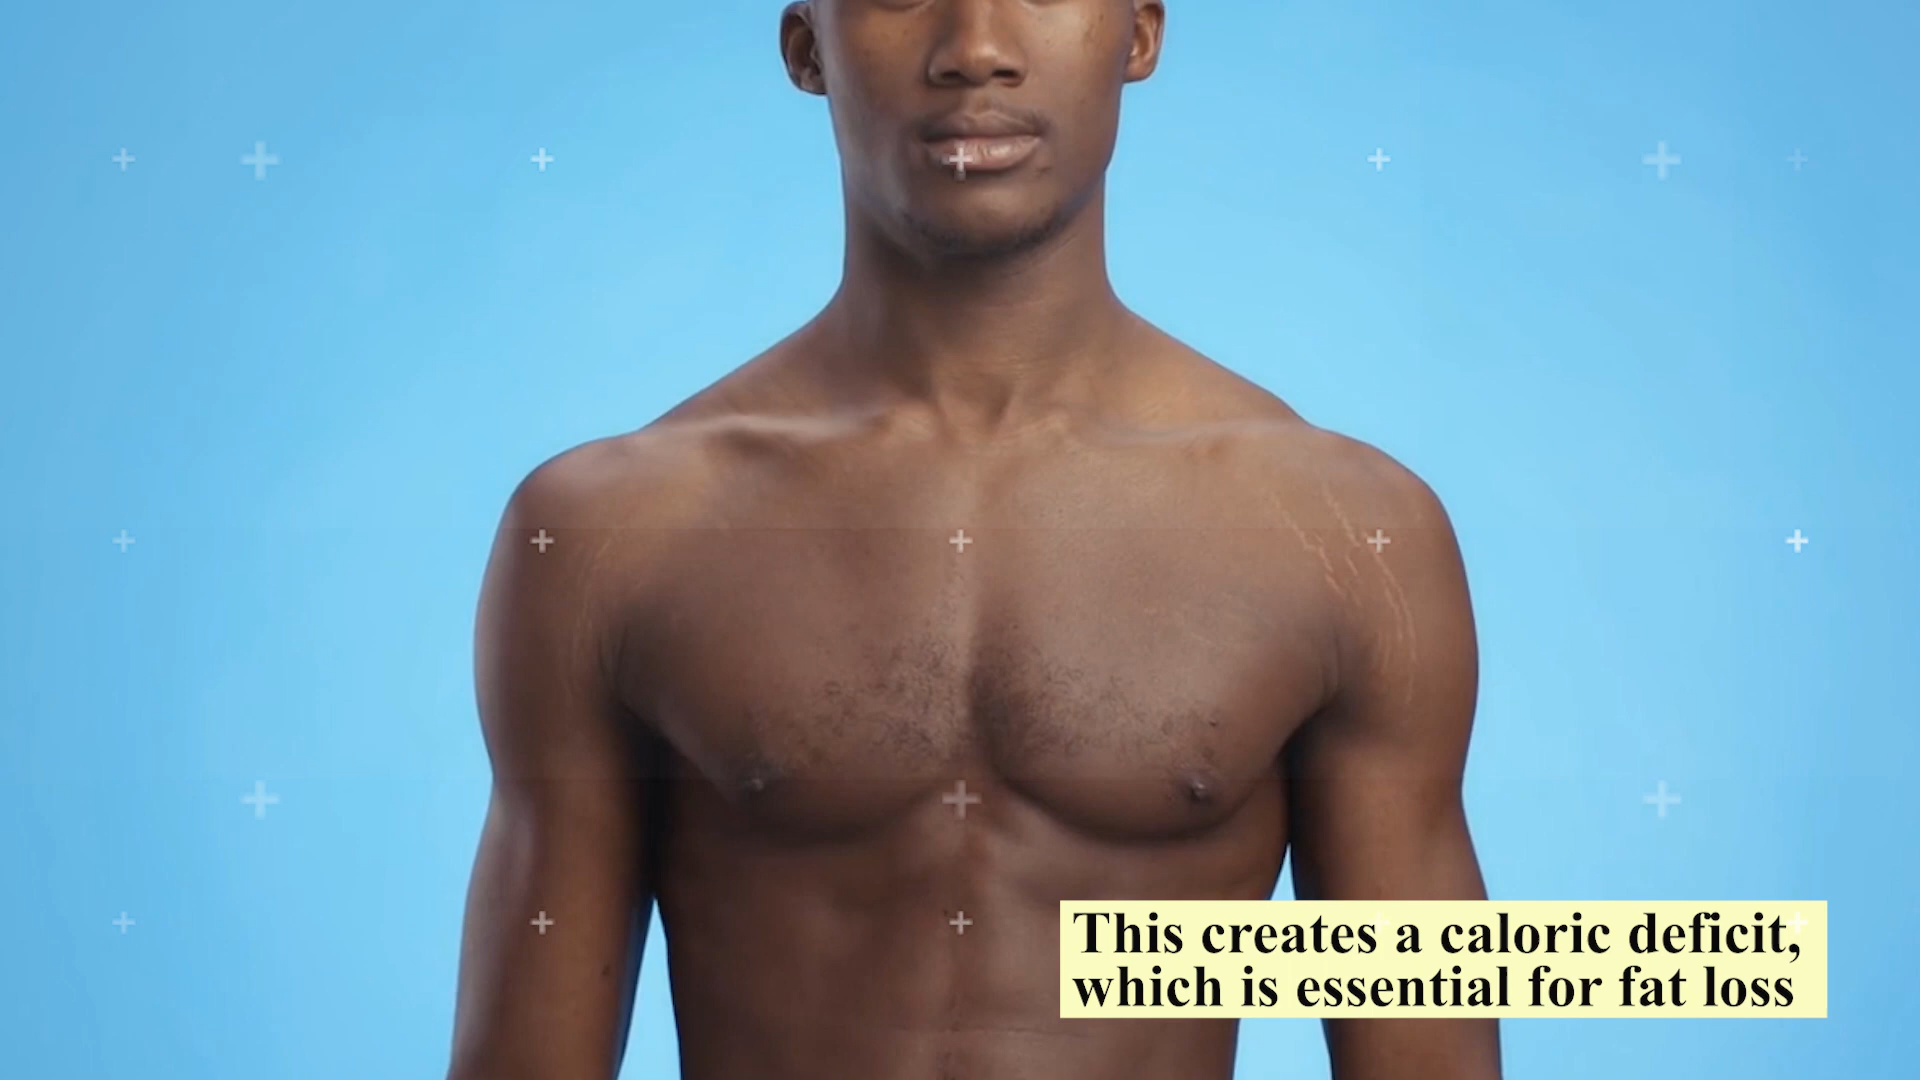 This creates a caloric deficit,
which is essential for fat loss